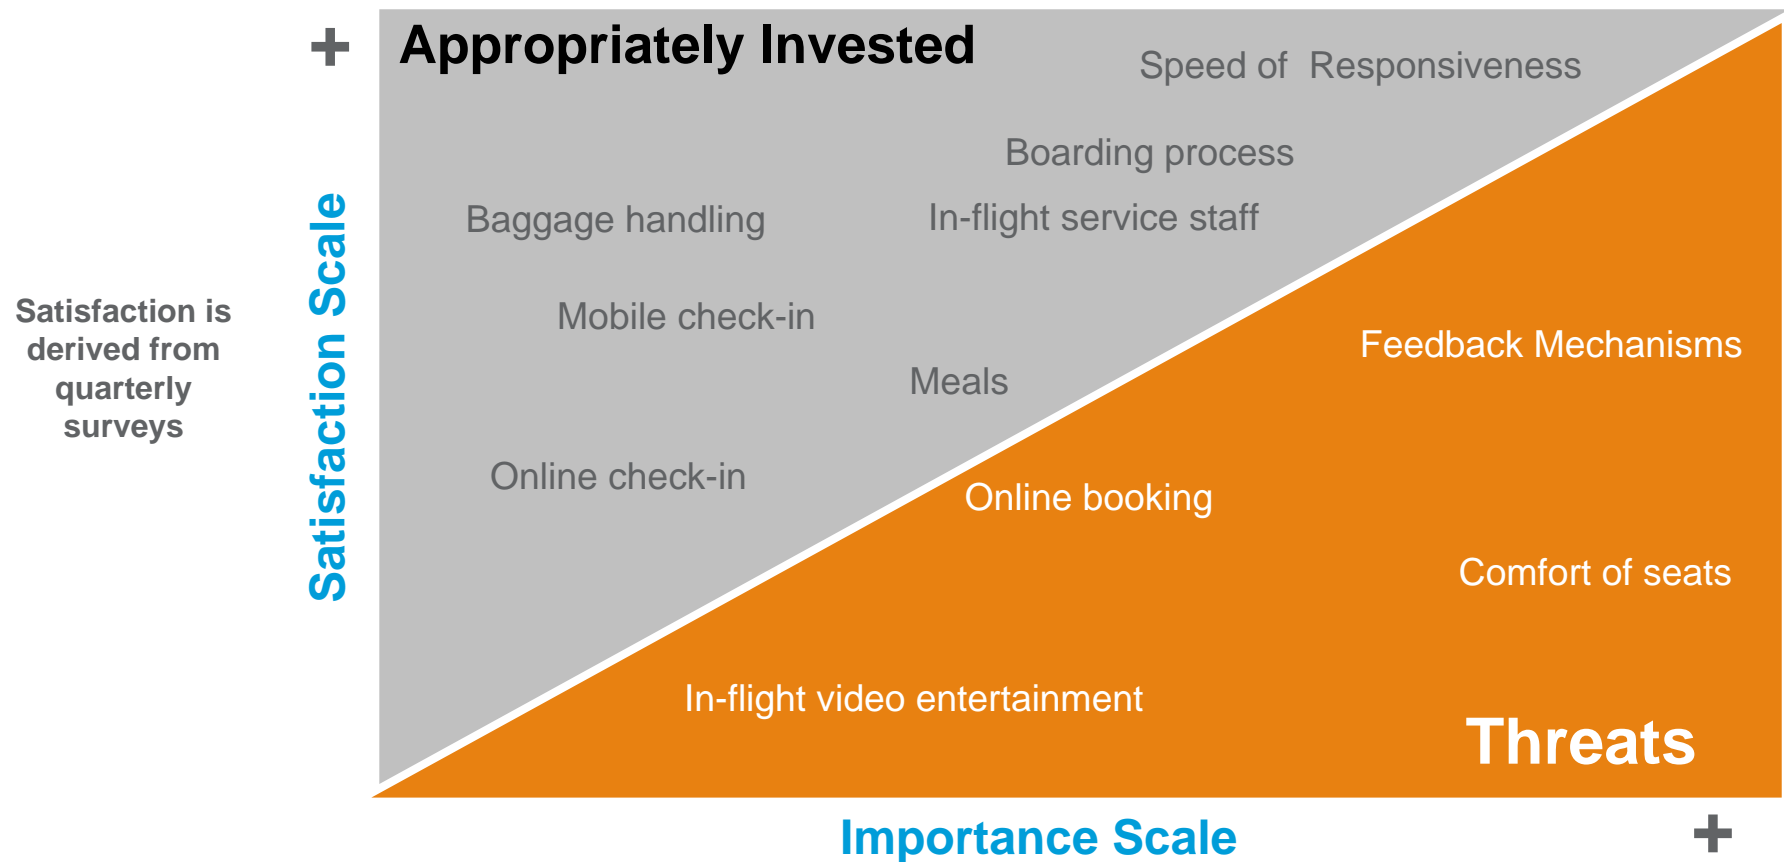 +
Appropriately Invested
Speed of  Responsiveness
Boarding process
Baggage handling
In-flight service staff
Satisfaction Scale
Satisfaction is
derived from
quarterly
surveys
Mobile check-in
Feedback Mechanisms
Meals
Online check-in
Online booking
Comfort of seats
In-flight video entertainment
Threats
Importance Scale
+